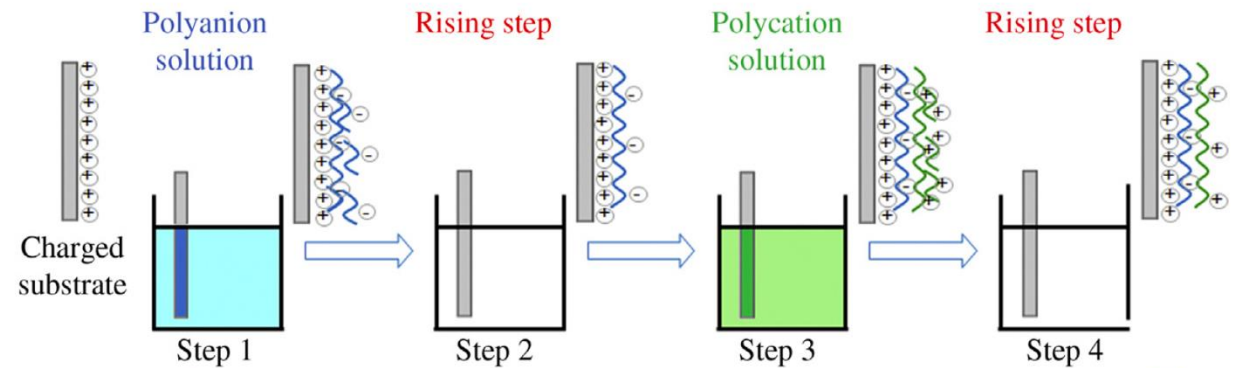 Polyanion
solution
Rising step
Polycation
solution
Rising step
Charged
substrate
Step 1
Step 2
Step 3
Step 4